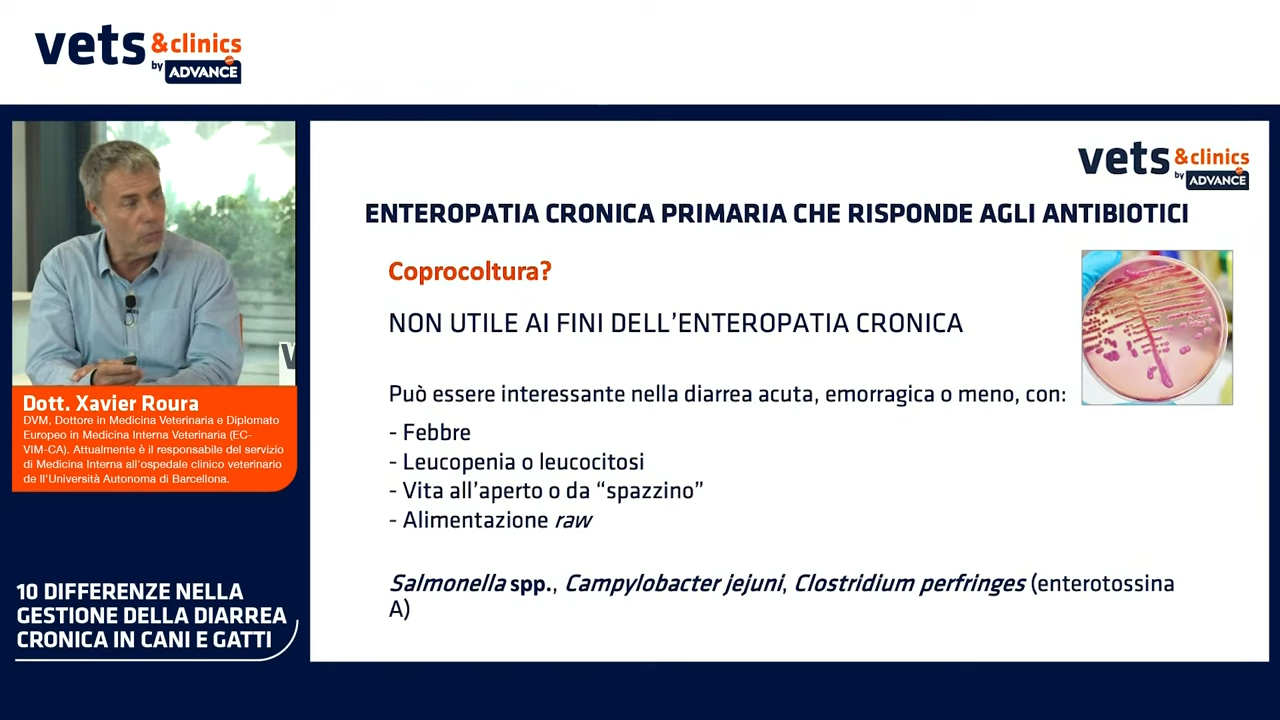 vets &clinics
by ADVANCE
vets &clinics
by ADVANCE
ENTEROPATIA CRONICA PRIMARIA CHE RISPONDE AGLI ANTIBIOTICI
Coprocoltura?
NON UTILE AI FINI DELL'ENTEROPATIA CRONICA
Può essere interessante nella diarrea acuta, emorragica o meno, con:
- Febbre
- Leucopenia o leucocitosi
- Vita all'aperto o da “spazzino”
- Alimentazione raw
Salmonella spp., Campylobacter jejuni, Clostridium perfringes (enterotossina
A)
Dott. Xavier Roura
DVM, Dottore in Medicina Veterinaria e Diplomato
Europeo in Medicina Interna Veterinaria (EC-
VIM-CA). Attualmente è il responsabile del servizio
di Medicina Interna all'ospedale clinico veterinario
de ll'Università Autonoma di Barcellona.
10 DIFFERENZE NELLA
GESTIONE DELLA DIARREA
CRONICA IN CANI E GATTI